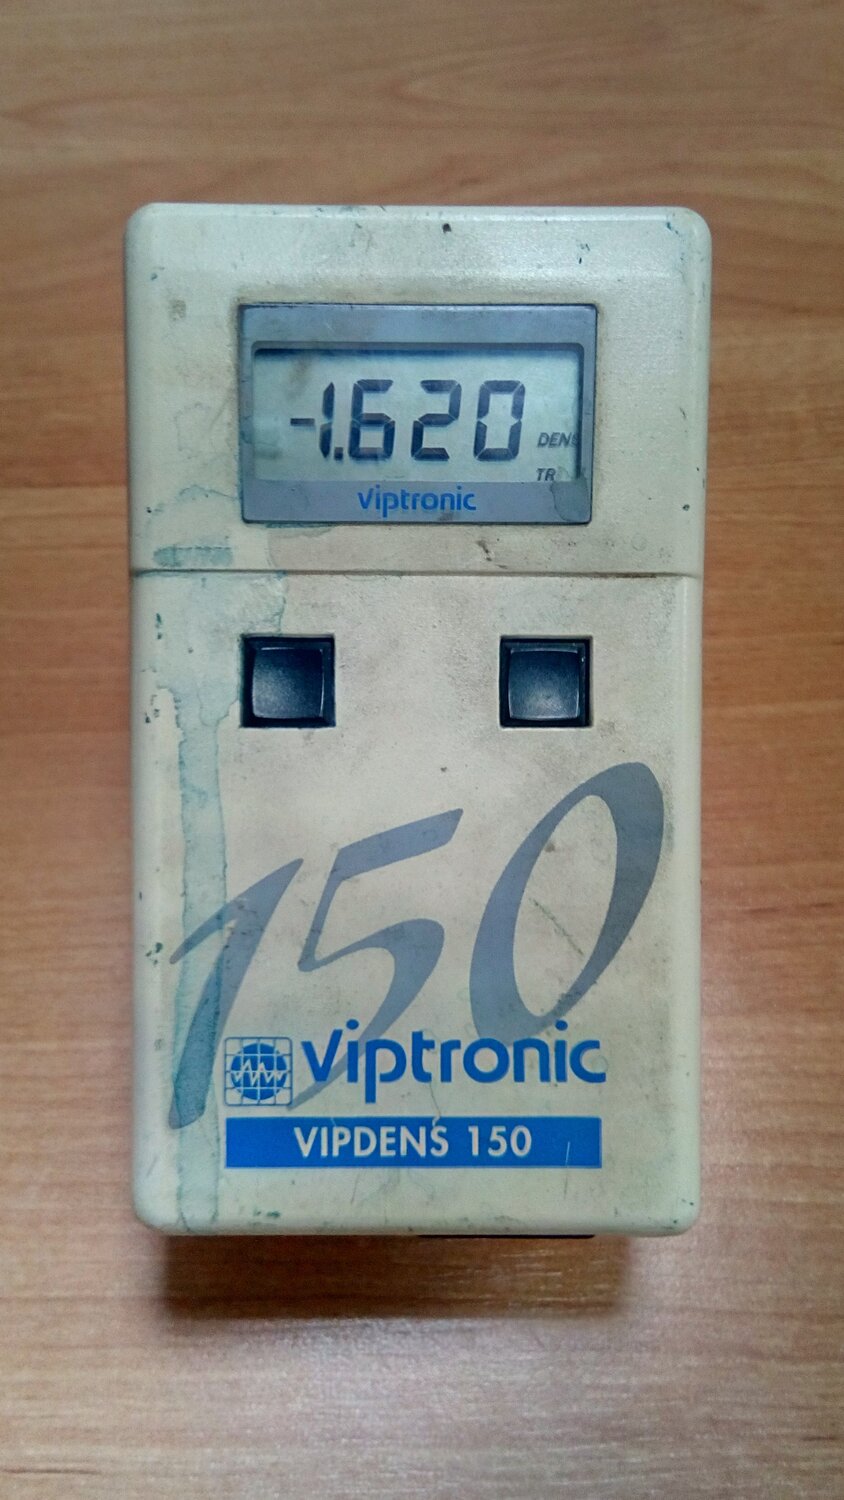 -1.620
DENS
TR
viptronic
150
viptronic
VIPDENS 150